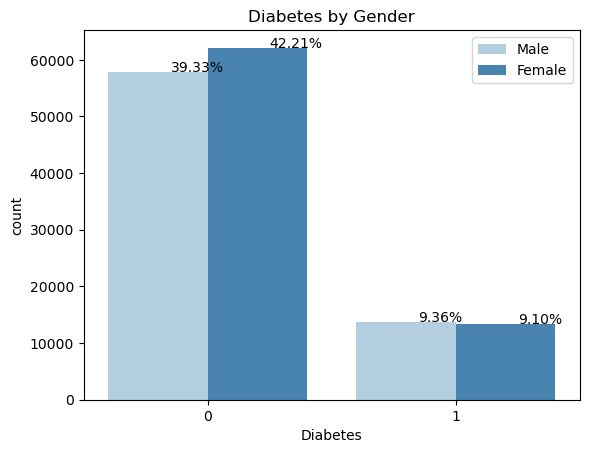 Diabetes by Gender
42.21%
39.33%
Male
Female
60000
50000
40000
30000
20000
10000
0
count
9.36%
9.10%
0
1
Diabetes